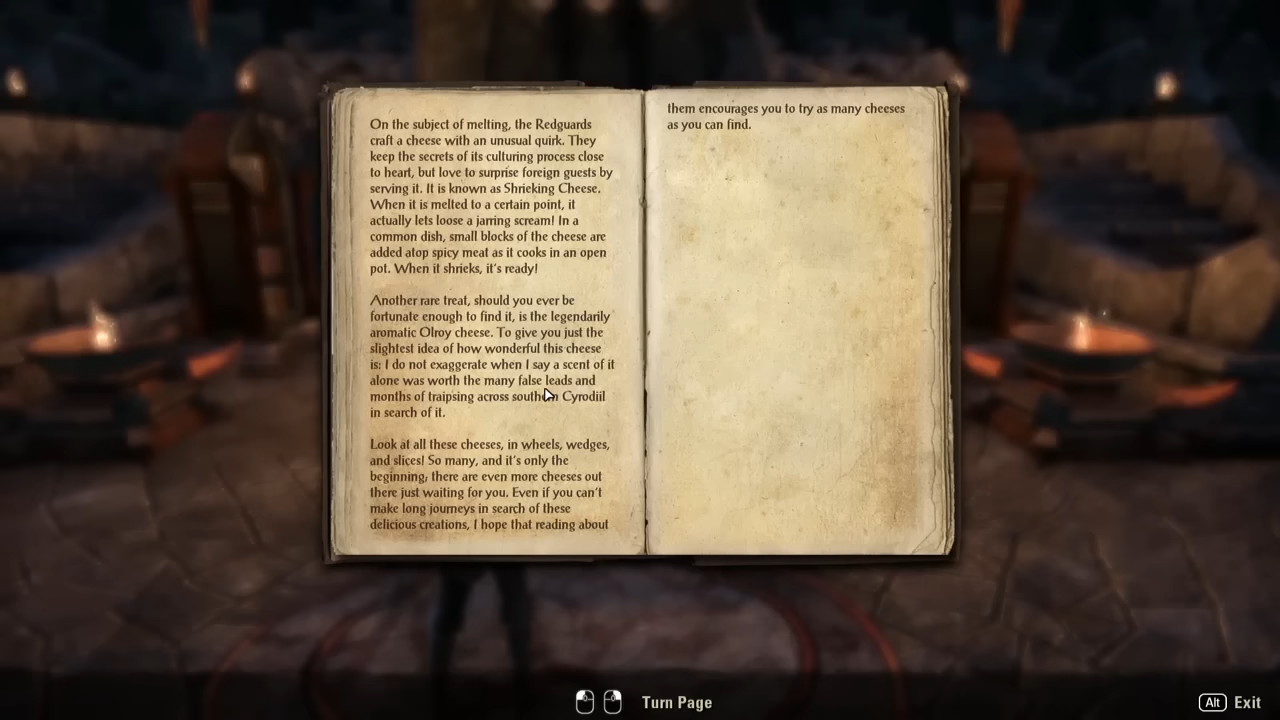 On the subject of melting, the Redguards
craft a cheese with an unusual quirk. They
keep the secrets of its culturing process close
to heart, but love to surprise foreign guests by
serving it. It is known as Shrieking Cheese.
When it is melted to a certain point, it
actually lets loose a jarring scream! In a
common dish, small blocks of the cheese are
added atop spicy meat as it cooks in an open
pot. When it shrieks, it's ready!
Another rare treat, should you ever be
fortunate enough to find it, is the legendarily
aromatic Olroy cheese. To give you just the
slightest idea of how wonderful this cheese
is: I do not exaggerate when I say a scent of it
alone was worth the many false leads and
months of traipsing across southern Cyrodiil
in search of it.
Look at all these cheeses, in wheels, wedges,
and slices! So many, and it's only the
beginning; there are even more cheeses out
there just waiting for you. Even if you can't
make long journeys in search of these
delicious creations, I hope that reading about
them encourages you to try as many cheeses
as you can find.
Turn Page
Alt Exit